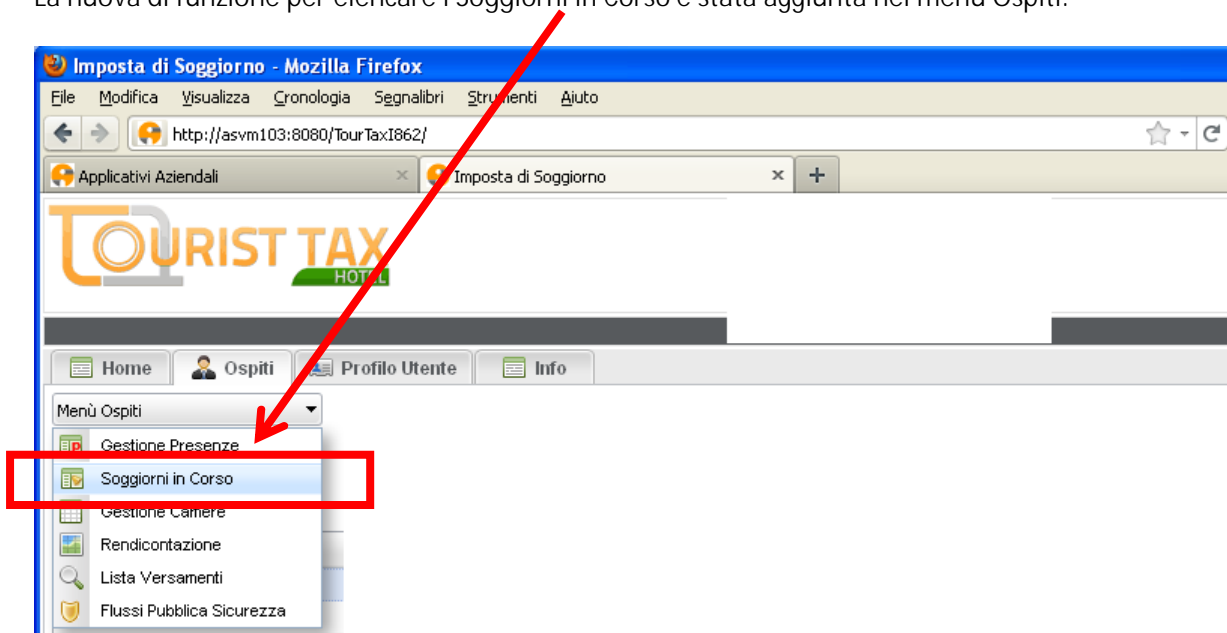 La nuova di funzione per elencare i Soggiorni in corso è stata aggiunta nel menù Ospiti.
Imposta di Soggiorno - Mozilla Firefox
File Modifica Visualizza Cronologia Segnalibri Strumenti Aiuto
http://asvm103:8080/TourTaxI862/
Applicativi Aziendali Imposta di Soggiorno
TOURIST TAX
HOTEL
Home Ospiti Profilo Utente Info
Menù Ospiti
Gestione Presenze
Soggiorni in Corso
Gestione Camere
Rendicontazione
Lista Versamenti
Flussi Pubblica Sicurezza